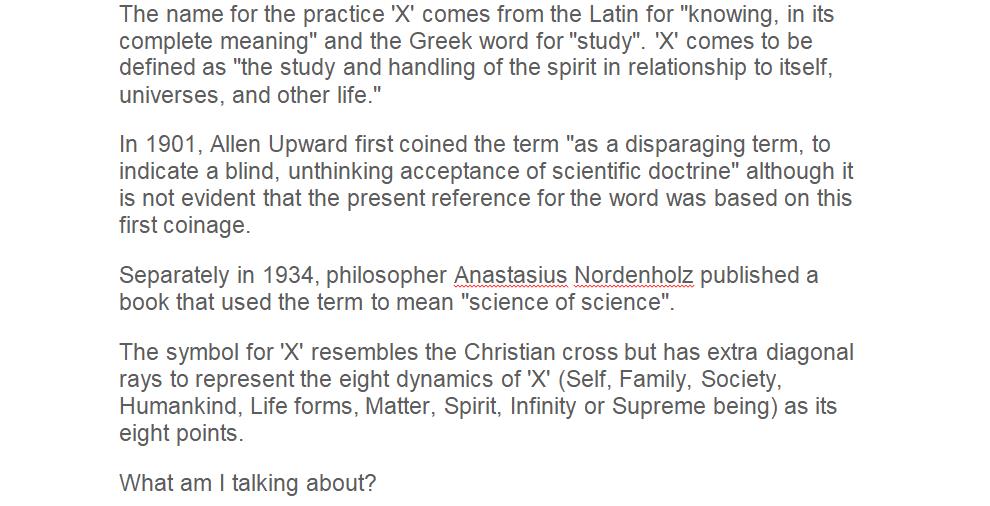 The name for the practice 'X' comes from the Latin for "knowing, in its
complete meaning" and the Greek word for "study". 'X' comes to be
defined as "the study and handling of the spirit in relationship to itself,
universes, and other life."
In 1901, Allen Upward first coined the term "as a disparaging term, to
indicate a blind, unthinking acceptance of scientific doctrine" although it
is not evident that the present reference for the word was based on this
first coinage.
Separately in 1934, philosopher Anastasius Nordenholz published a
book that used the term to mean "science of science".
The symbol for 'X' resembles the Christian cross but has extra diagonal
rays to represent the eight dynamics of 'X' (Self, Family, Society,
Humankind, Life forms, Matter, Spirit, Infinity or Supreme being) as its
eight points.
What am I talking about?